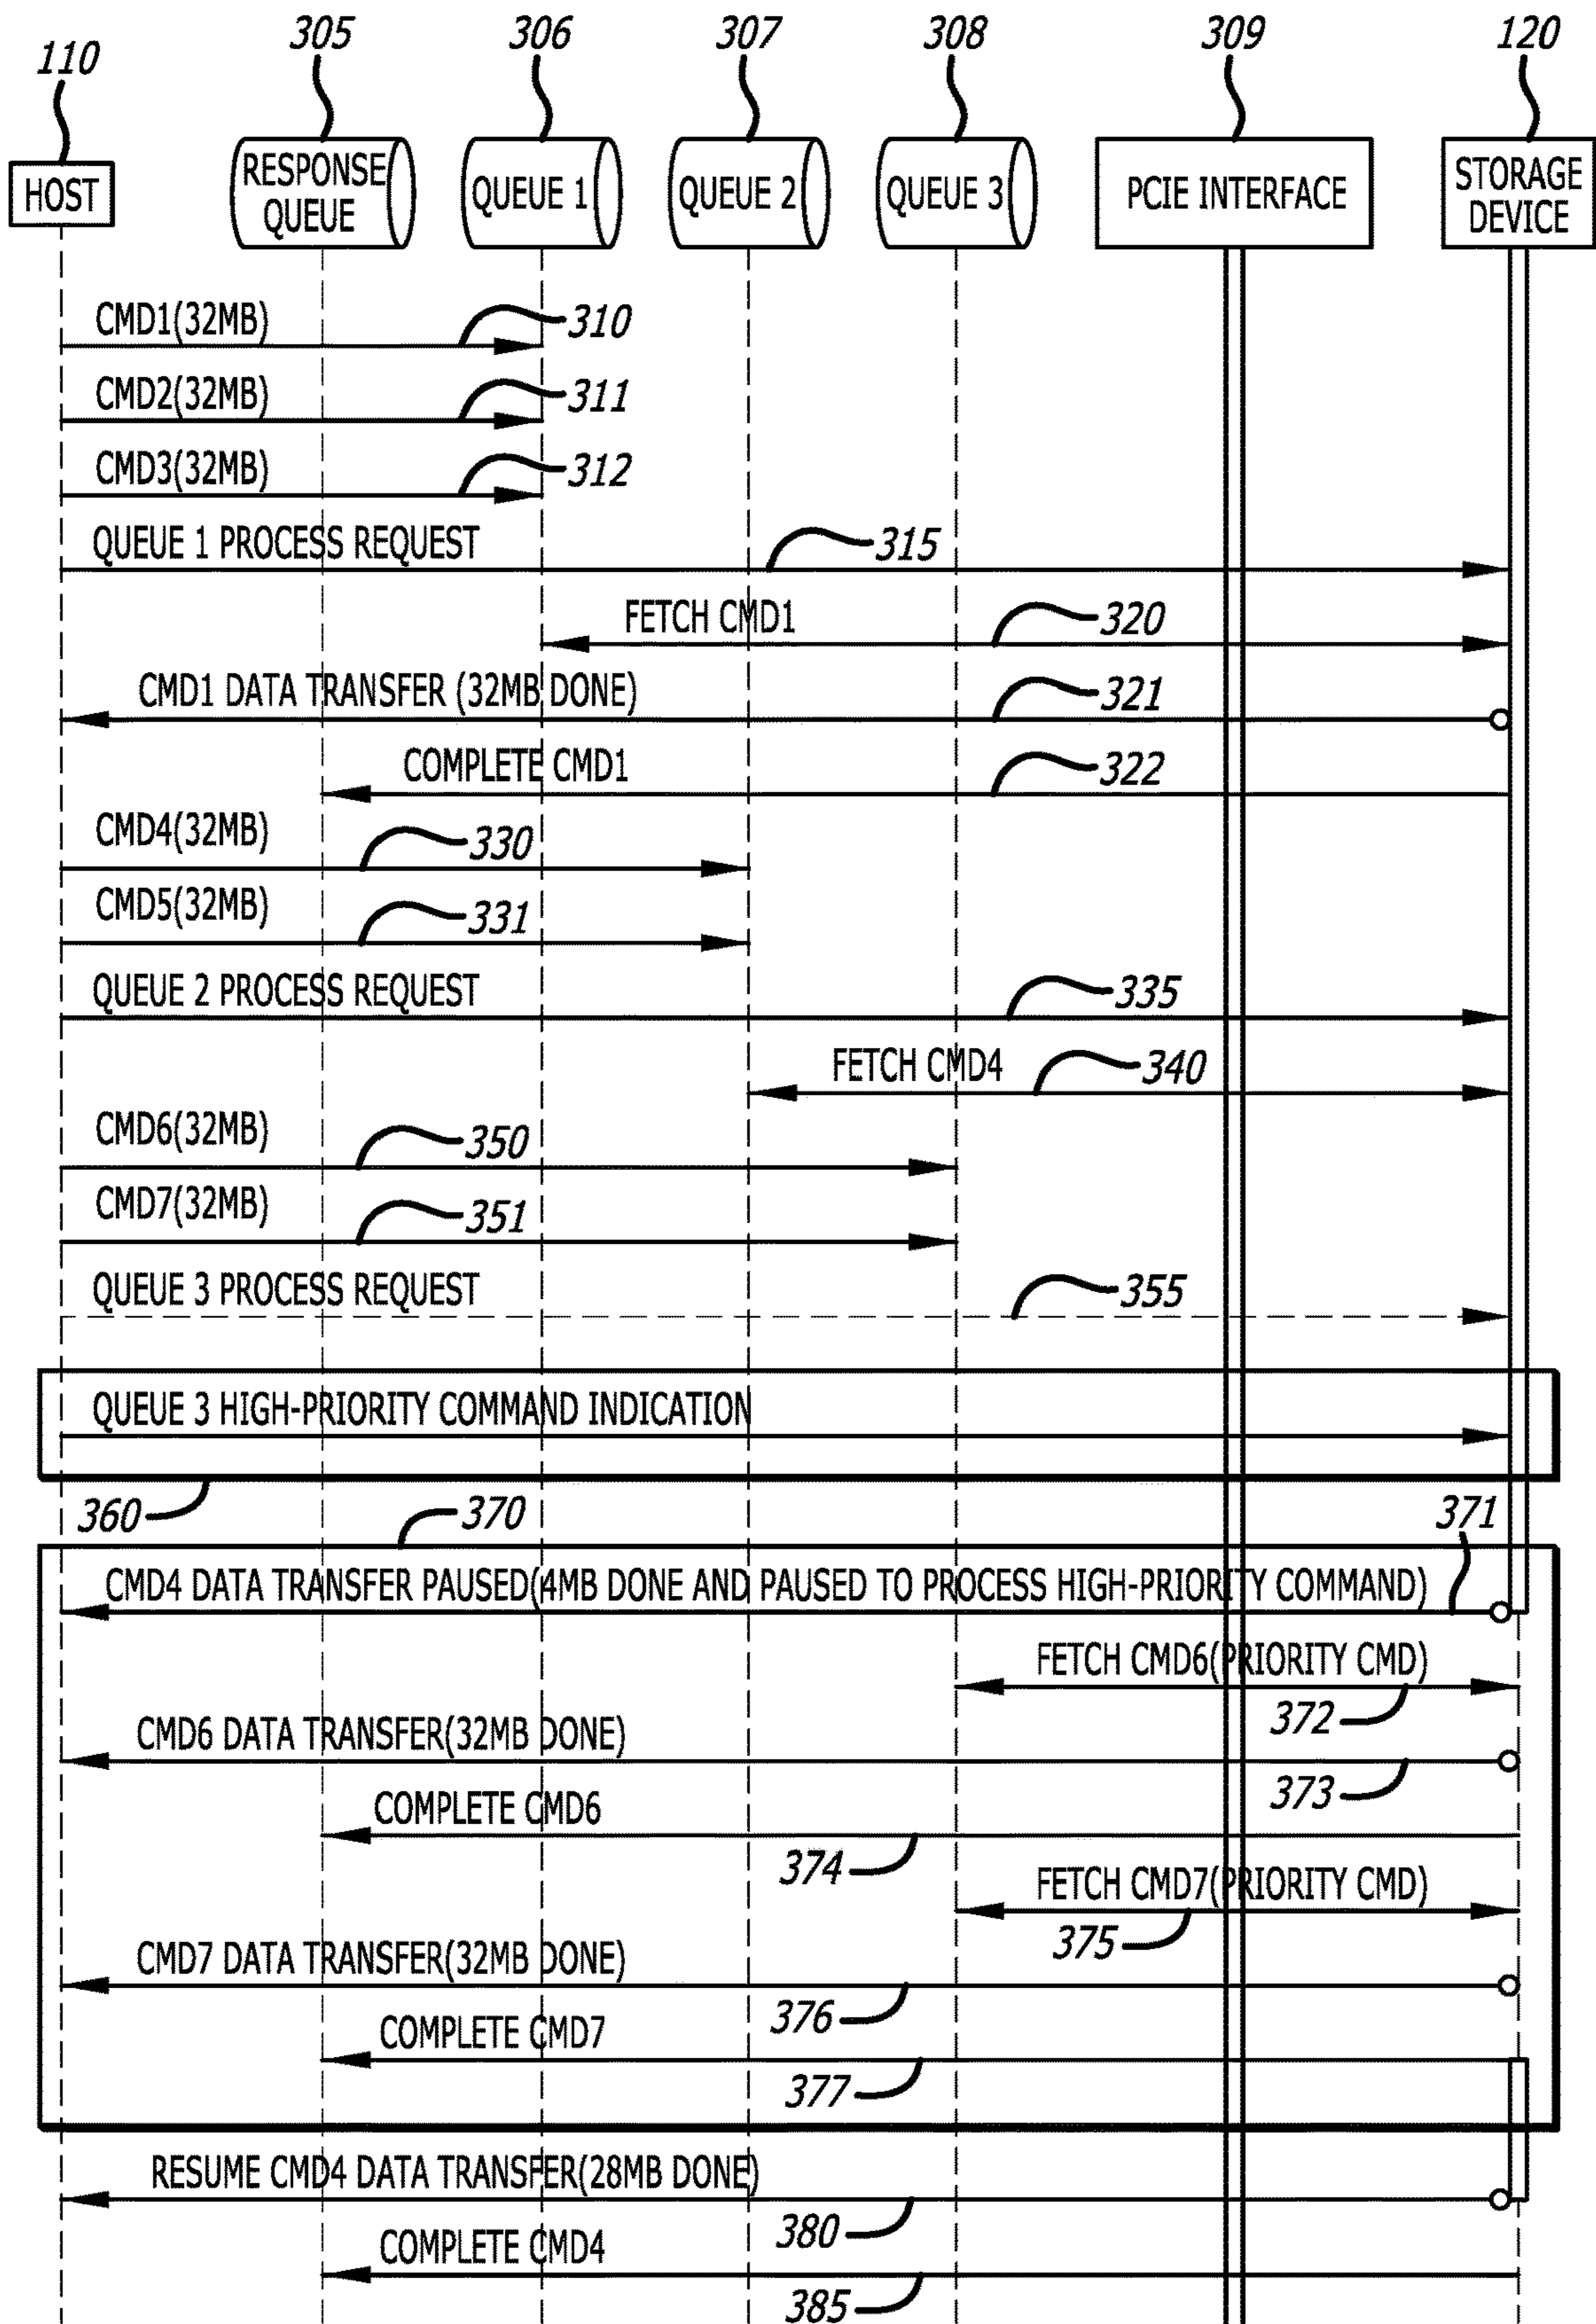 110
305
306
307
308
309
120
HOST
RESPONSE
QUEUE
QUEUE 1
QUEUE 2
QUEUE 3
PCIE INTERFACE
STORAGE
DEVICE
CMD1(32MB)
310
CMD2(32MB)
311
CMD3(32MB)
312
QUEUE 1 PROCESS REQUEST
315
FETCH CMD1
320
CMD1 DATA TRANSFER (32MB DONE)
321
COMPLETE CMD1
322
CMD4(32MB)
330
CMD5(32MB)
331
QUEUE 2 PROCESS REQUEST
335
FETCH CMD4
340
CMD6(32MB)
350
CMD7(32MB)
351
QUEUE 3 PROCESS REQUEST
355
QUEUE 3 HIGH-PRIORITY COMMAND INDICATION
360
370
371
CMD4 DATA TRANSFER PAUSED(4MB DONE AND PAUSED TO PROCESS HIGH-PRIORITY COMMAND)
FETCH CMD6(PRIORITY CMD)
372
CMD6 DATA TRANSFER(32MB DONE)
373
COMPLETE CMD6
374
FETCH CMD7(PRIORITY CMD)
375
CMD7 DATA TRANSFER(32MB DONE)
376
COMPLETE CMD7
377
RESUME CMD4 DATA TRANSFER(28MB DONE)
380
COMPLETE CMD4
385